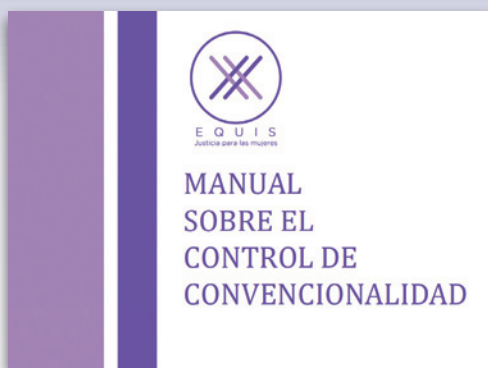 EQUIS
Justicia para las mujeres
MANUAL
SOBRE EL
CONTROL DE
CONVENCIONALIDAD